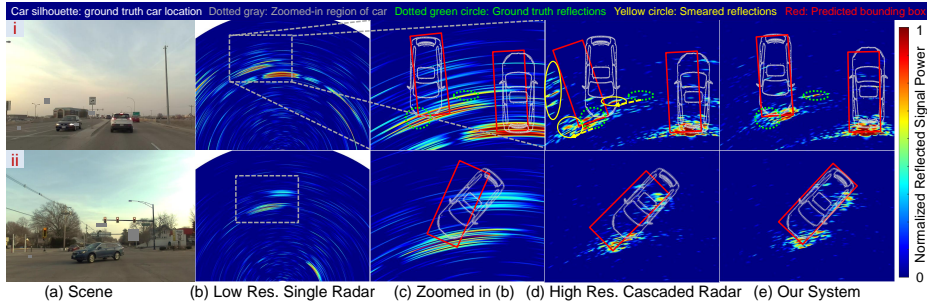 Car silhouette: ground truth car location Dotted gray: Zoomed-in region of car Dotted green circle: Ground truth reflections Yellow circle: Smeared reflections Red: Predicted bounding box
i
ii
1
Normalized Reflected Signal Power
0
(a) Scene (b) Low Res. Single Radar (c) Zoomed in (b) (d) High Res. Cascaded Radar (e) Our System